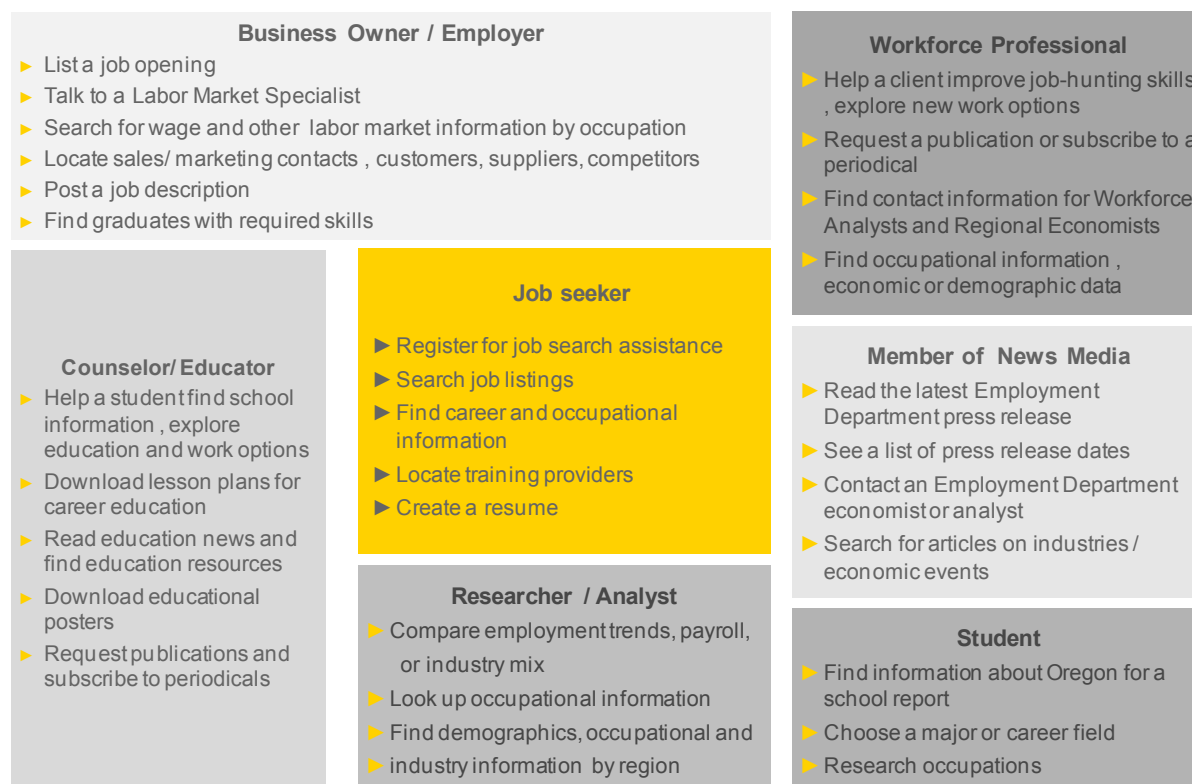 Business Owner / Employer
► List a job opening
► Talk to a Labor Market Specialist
► Search for wage and other labor market information by occupation
► Locate sales/ marketing contacts , customers, suppliers, competitors
► Post a job description
► Find graduates with required skills
Workforce Professional
► Help a client improve job-hunting skills
, explore new work options
► Request a publication or subscribe to a
periodical
► Find contact information for Workforce
Analysts and Regional Economists
► Find occupational information ,
economic or demographic data
Counselor/ Educator
► Help a student find school
information , explore
education and work options
► Download lesson plans for
career education
► Read education news and
find education resources
► Download educational
posters
► Request publications and
subscribe to periodicals
Job seeker
► Register for job search assistance
► Search job listings
► Find career and occupational
information
► Locate training providers
► Create a resume
Member of News Media
► Read the latest Employment
Department press release
► See a list of press release dates
► Contact an Employment Department
economist or analyst
► Search for articles on industries /
economic events
Researcher / Analyst
► Compare employment trends, payroll,
or industry mix
► Look up occupational information
► Find demographics, occupational and
► industry information by region
Student
► Find information about Oregon for a
school report
► Choose a major or career field
► Research occupations